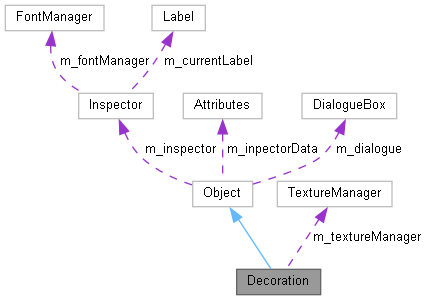 FontManager
Label
m_fontManager
m_currentLabel
Inspector
Attributes
DialogueBox
m_inspector
m_inpectorData
m_dialogue
Object
TextureManager
m_textureManager
Decoration